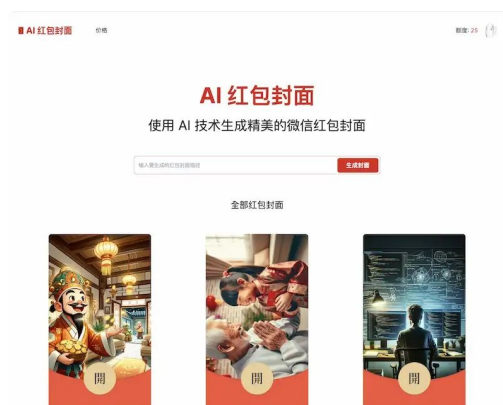 AI 红包封面
价格
额度: 25
AI 红包封面
使用 AI 技术生成精美的微信红包封面
输入要生成的红包封面描述
生成封面
全部红包封面
開
開
開